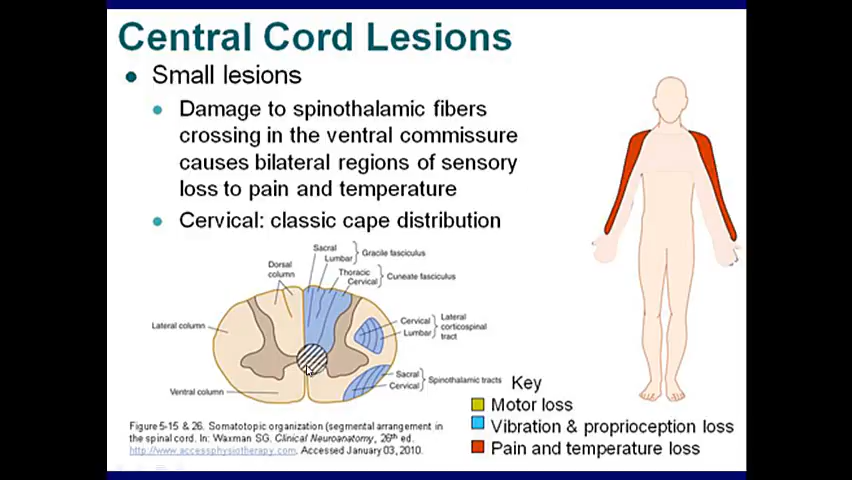 Central Cord Lesions
Small lesions
Damage to spinothalamic fibers
crossing in the ventral commissure
causes bilateral regions of sensory
loss to pain and temperature
Cervical: classic cape distribution
Sacral
Lumbar
Gracile fasciculus
Dorsal
column
Thoracic
Cervical
Cuneate fasciculus
Lateral column
Cervical
Lumbar
Lateral
corticospinal
tract
Ventral column
Sacral
Cervical
Spinothalamic tracts
Key
Motor loss
Vibration & proprioception loss
Pain and temperature loss
Figure 5-15 & 26. Somatotopic organization (segmental arrangement in
the spinal cord. In: Waxman SG. Clinical Neuroanatomy, 26th ed.
http://www.accessphysiotherapy.com. Accessed January 03, 2010.